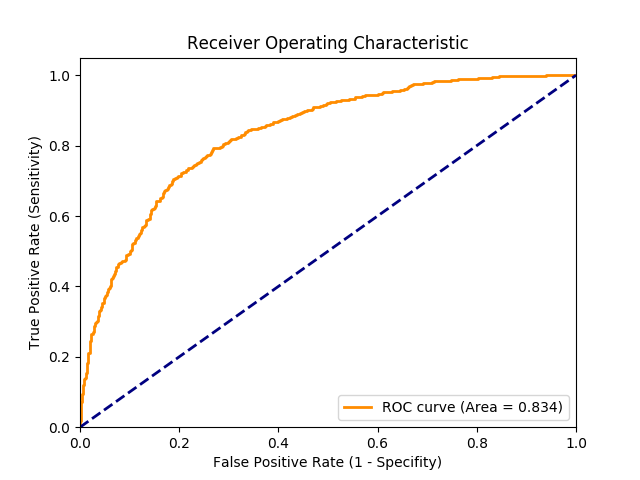 Receiver Operating Characteristic
True Positive Rate (Sensitivity)
1.0
0.8
0.6
0.4
0.2
0.0
ROC curve (Area = 0.834)
0.0 0.2 0.4 0.6 0.8 1.0
False Positive Rate (1 - Specifity)